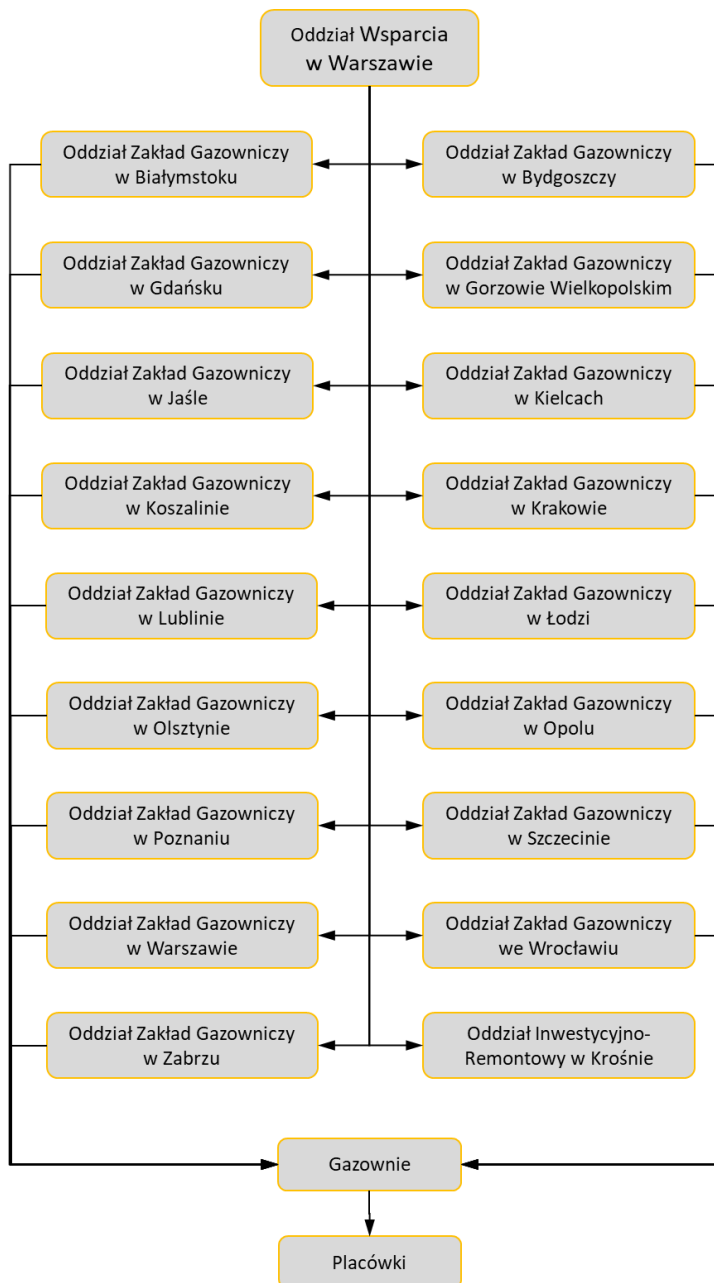 Oddział Wsparcia
w Warszawie
Oddział Zakład Gazowniczy
w Białymstoku
Oddział Zakład Gazowniczy
w Bydgoszczy
Oddział Zakład Gazowniczy
w Gdańsku
Oddział Zakład Gazowniczy
w Gorzowie Wielkopolskim
Oddział Zakład Gazowniczy
w Jaśle
Oddział Zakład Gazowniczy
w Kielcach
Oddział Zakład Gazowniczy
w Koszalinie
Oddział Zakład Gazowniczy
w Krakowie
Oddział Zakład Gazowniczy
w Lublinie
Oddział Zakład Gazowniczy
w Łodzi
Oddział Zakład Gazowniczy
w Olsztynie
Oddział Zakład Gazowniczy
w Opolu
Oddział Zakład Gazowniczy
w Poznaniu
Oddział Zakład Gazowniczy
w Szczecinie
Oddział Zakład Gazowniczy
w Warszawie
Oddział Zakład Gazowniczy
we Wrocławiu
Oddział Zakład Gazowniczy
w Zabrzu
Oddział Inwestycyjno-
Remontowy w Krośnie
Gazownie
Placówki